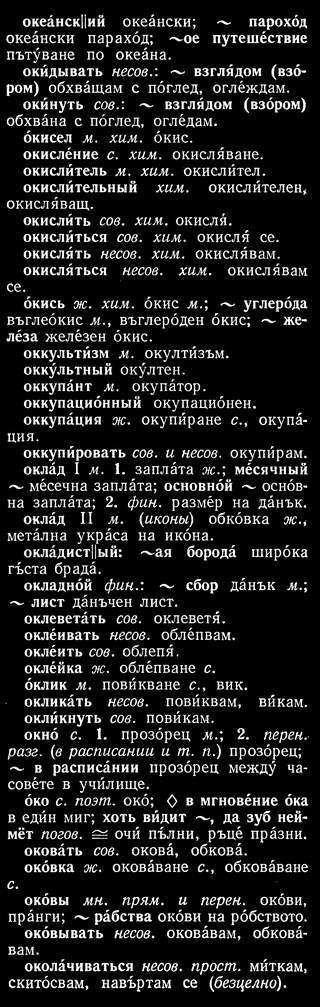 океа́нск||ий океа́нски; ~ парохо́д
океа́нски парахо́д; ~ое путеше́ствие
пъту́ване по океа́на.
оки́дывать несов.: ~ взгля́дом (взо́-
ром) обхва́щам с по́глед, огле́ждам.
оки́нуть сов.: ~ взгля́дом (взо́ром)
обхва́на с по́глед, огле́дам.
о́кисел м. хим. о́кис.
окисле́ние с. хим. окисля́ване.
окисли́тель м. хим. окисли́тел.
окисли́тельный хим. окисли́телен,
окисля́ващ.
окисли́ть сов. хим. окисля́.
окисли́ться сов. хим. окисля́ се.
окисля́ть несов. хим. окисля́вам.
окисля́ться несов. хим. окисля́вам
се.
о́кись ж. хим. о́кис м.; ~ углеро́да
въглео́кис м., въглеро́ден о́кис; ~ же-
ле́за желе́зен о́кис.
оккульти́зм м. окулти́зъм.
окку́льтный оку́лтен.
оккупа́нт м. окупа́тор.
оккупацио́нный окупацио́нен.
оккупа́ция ж. окупи́ране с., окупа́-
ция.
оккупи́ровать сов. и несов. окупи́рам.
окла́д I м. 1. запла́та ж.; ме́сячный
~ ме́сечна запла́та; основно́й ~ осно́в-
на запла́та; 2. фин. разме́р на да́нък.
окла́д II м. (иконы) обко́вка ж.,
мета́лна укра́са на ико́на.
окла́дист||ый: ~ая борода́ широ́ка
гъ́ста брада́.
окладно́й фин.: ~ сбор да́нък м.;
~ лист да́нъчен лист.
оклевета́ть сов. оклеветя́.
окле́ивать несов. обле́пвам.
окле́ить сов. облепя́.
окле́йка ж. обле́пване с.
о́клик м. пови́кване с., вик.
оклика́ть несов. пови́квам, ви́кам.
окли́кнуть сов. пови́кам.
окно́ с. 1. прозо́рец м.; 2. перен.
разг. (в расписании и т. п.) прозо́рец;
~ в расписа́нии прозо́рец между́ ча-
сове́те в учи́лище.
о́ко с. поэт. око́; ◊ в мгнове́ние о́ка
в еди́н миг; хоть ви́дит ~, да зуб ней-
мёт погов. ≅ очи́ пъ́лни, ръце́ пра́зни.
окова́ть сов. окова́, обкова́.
око́вка ж. окова́ване с., обкова́ване
с.
око́вы мн. прям. и перен. око́ви,
пра́нги; ~ ра́бства око́ви на ро́бството.
око́вывать несов. окова́вам, обкова́-
вам.
окола́чиваться несов. прост. ми́ткам,
скито́свам, навъ́ртам се (безцелно).